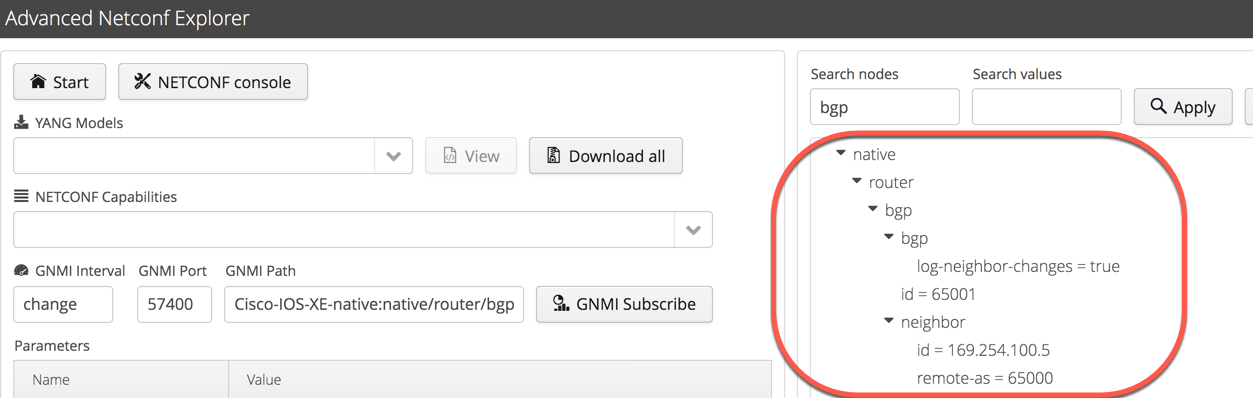 Advanced Netconf Explorer
Start
NETCONF console
YANG Models
View
Download all
NETCONF Capabilities
GNMI Interval
GNMI Port
GNMI Path
change
57400
Cisco-IOS-XE-native:native/router/bgp
GNMI Subscribe
Parameters
Name
Value
Search nodes
Search values
bgp
Apply
native
router
bgp
bgp
log-neighbor-changes = true
id = 65001
neighbor
id = 169.254.100.5
remote-as = 65000